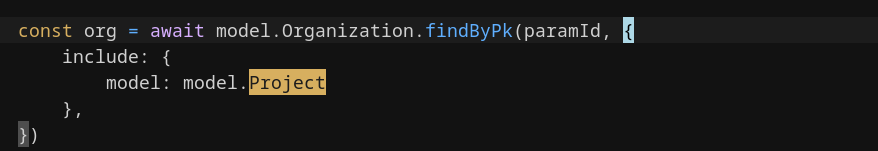 const org = await model.Organization.findByPk(paramId, {
    include: {
        model: model.Project
    },
})